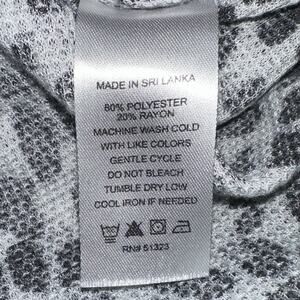 MADE IN SRI LANKA
80% POLYESTER
20% RAYON
MACHINE WASH COLD
WITH LIKE COLORS
GENTLE CYCLE
DO NOT BLEACH
TUMBLE DRY LOW
COOL IRON IF NEEDED
RN# 51323